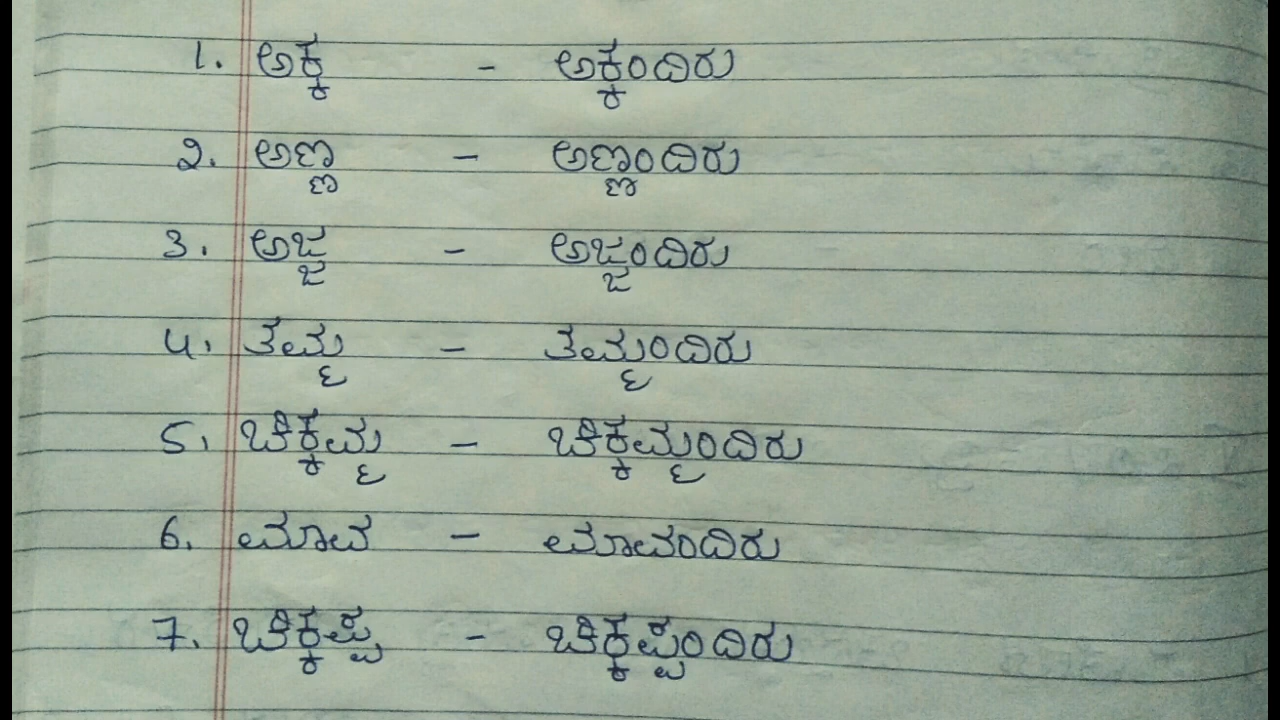 1. ಅಕ್ಕ - ಅಕ್ಕಂದಿರು
2. ಅಣ್ಣ - ಅಣ್ಣಂದಿರು
3. ಅಜ್ಜ - ಅಜ್ಜಂದಿರು
4. ತಮ್ಮ - ತಮ್ಮಂದಿರು
5. ಚಿಕ್ಕಮ್ಮ - ಚಿಕ್ಕಮ್ಮಂದಿರು
6. ಮಾವ - ಮಾವಂದಿರು
7. ಚಿಕ್ಕಪ್ಪ - ಚಿಕ್ಕಪ್ಪಂದಿರು